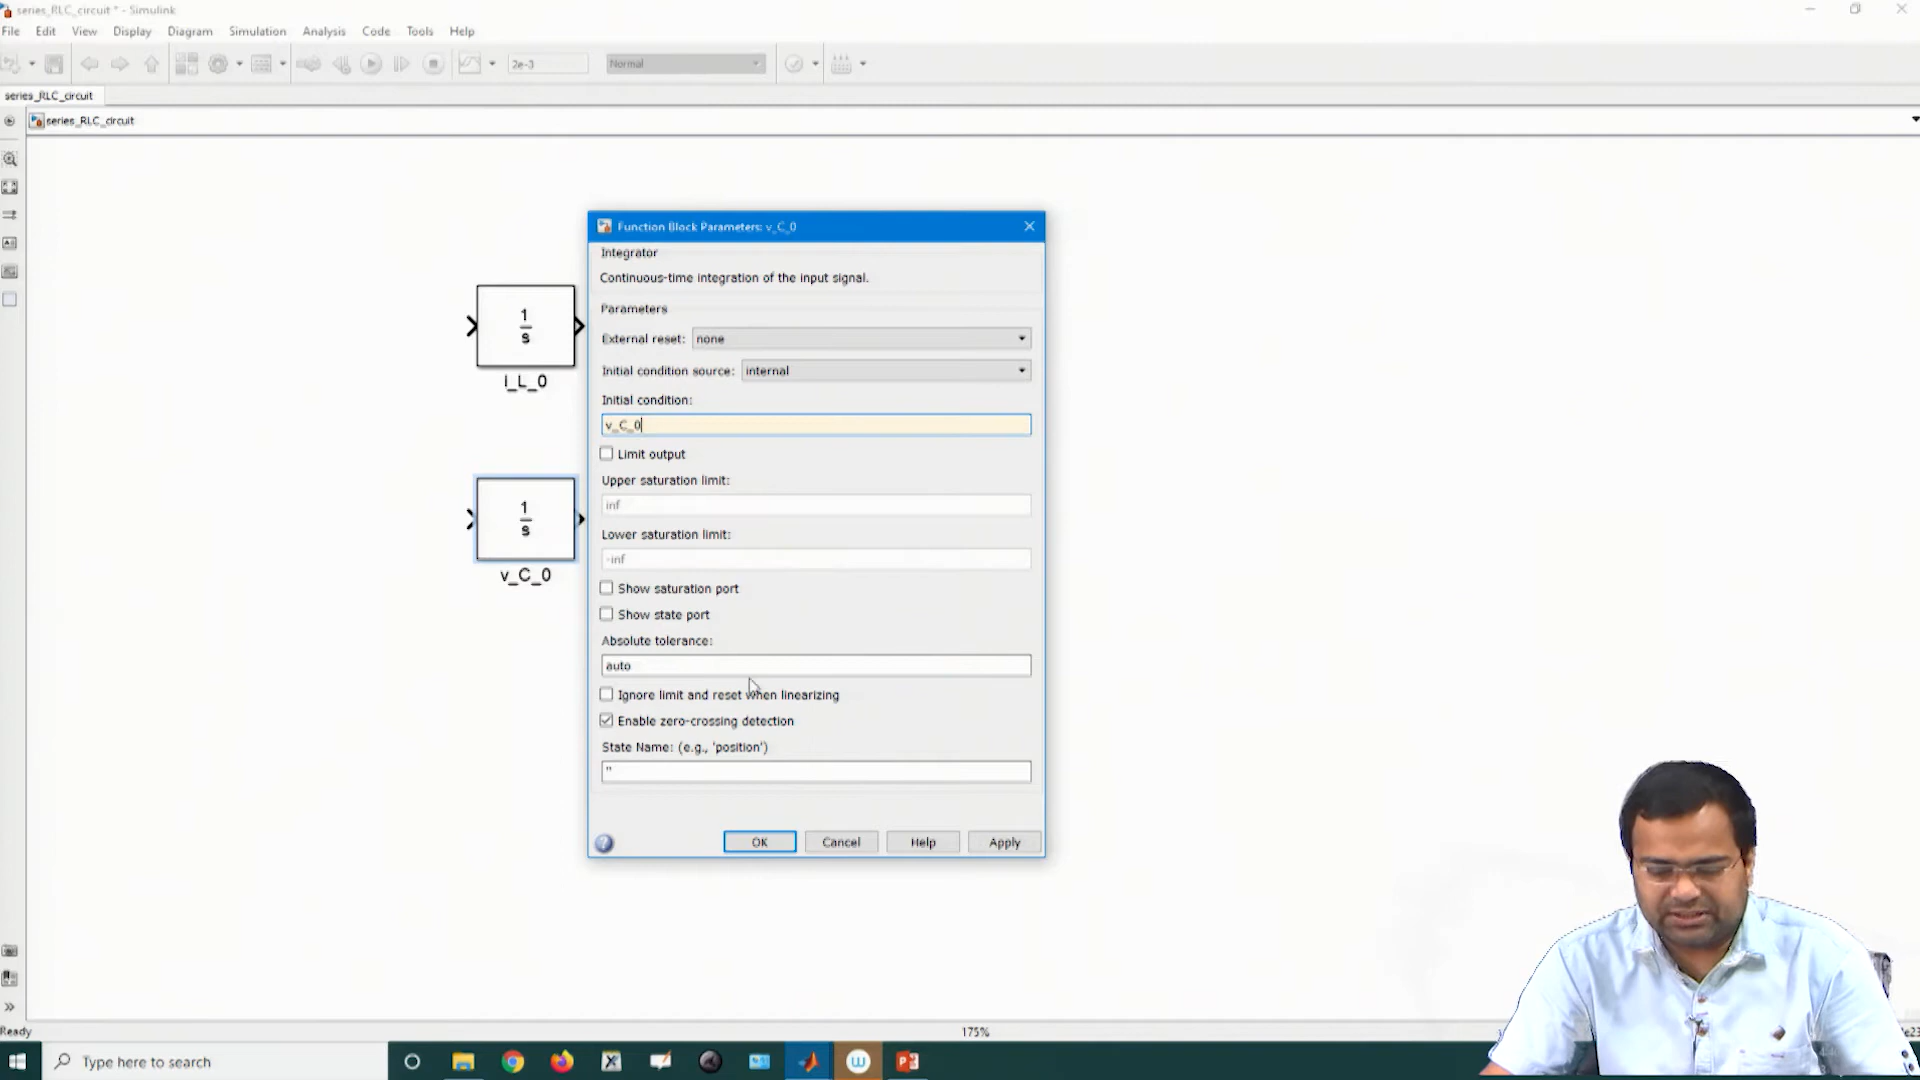 series_RLC_circuit * - Simulink
File Edit View Display Diagram Simulation Analysis Code Tools Help
2e-3 Normal
series_RLC_circuit
series_RLC_circuit
Function Block Parameters: v_C_0
Integrator
Continuous-time integration of the input signal.
Parameters
External reset: none
Initial condition source: internal
Initial condition:
v_C_0
Limit output
Upper saturation limit:
inf
Lower saturation limit:
-inf
Show saturation port
Show state port
Absolute tolerance:
auto
Ignore limit and reset when linearizing
Enable zero-crossing detection
State Name: (e.g., 'position')
''
OK Cancel Help Apply
1
s
i_L_0
1
s
v_C_0
Ready 175%
Type here to search